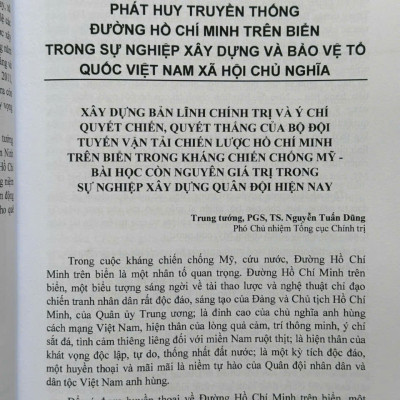 PHÁT HUY TRUYỀN THỐNG
ĐƯỜNG HỒ CHÍ MINH TRÊN BIỂN
TRONG SỰ NGHIỆP XÂY DỰNG VÀ BẢO VỆ TỔ
QUỐC VIỆT NAM XÃ HỘI CHỦ NGHĨA
XÂY DỰNG BẢN LĨNH CHÍNH TRỊ VÀ Ý CHÍ
QUYẾT CHIẾN, QUYẾT THẮNG CỦA BỘ ĐỘI
TUYẾN VẬN TẢI CHIẾN LƯỢC HỒ CHÍ MINH
TRÊN BIỂN TRONG KHÁNG CHIẾN CHỐNG MỸ -
BÀI HỌC CÒN NGUYÊN GIÁ TRỊ TRONG
SỰ NGHIỆP XÂY DỰNG QUÂN ĐỘI HIỆN NAY
Trung tướng, PGS, TS. Nguyễn Tuấn Dũng
Phó Chủ nhiệm Tổng cục Chính trị
Trong cuộc kháng chiến chống Mỹ, cứu nước, Đường Hồ Chí
Minh trên biển là một nhân tố quan trọng. Đường Hồ Chí Minh trên
biển, một biểu tượng sáng ngời về tài thao lược và nghệ thuật chỉ đạo
chiến tranh nhân dân rất độc đáo, sáng tạo của Đảng và Chủ tịch Hồ Chí
Minh, của Quân ủy Trung ương; là đỉnh cao của chủ nghĩa anh hùng
cách mạng Việt Nam, hiện thân của lòng quả cảm, trí thông minh, ý chí
sắt đá, tình cảm thiêng liêng đối với miền Nam ruột thịt; là hiện thân của
khát vọng độc lập, tự do, thống nhất đất nước; là một kỳ tích độc đáo,
một huyền thoại và mãi mãi là niềm tự hào của Quân đội nhân dân và
dân tộc Việt Nam anh hùng.